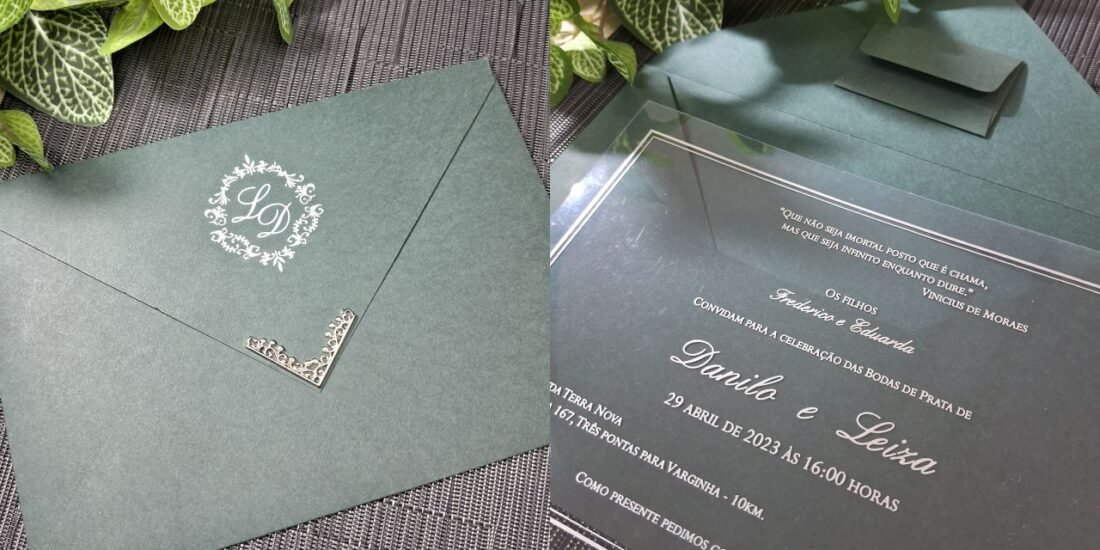 LD
"Que não seja imortal posto que é chama,
mas que seja infinito enquanto dure."
Vinicius de Moraes
Os filhos
Frederico e Eduarda
Convidam para a celebração das Bodas de Prata de
Danilo e Leiza
29 abril de 2023 às 16:00 horas
da Terra Nova
167, Três Pontas para Varginha - 10km.
Como presente pedimos